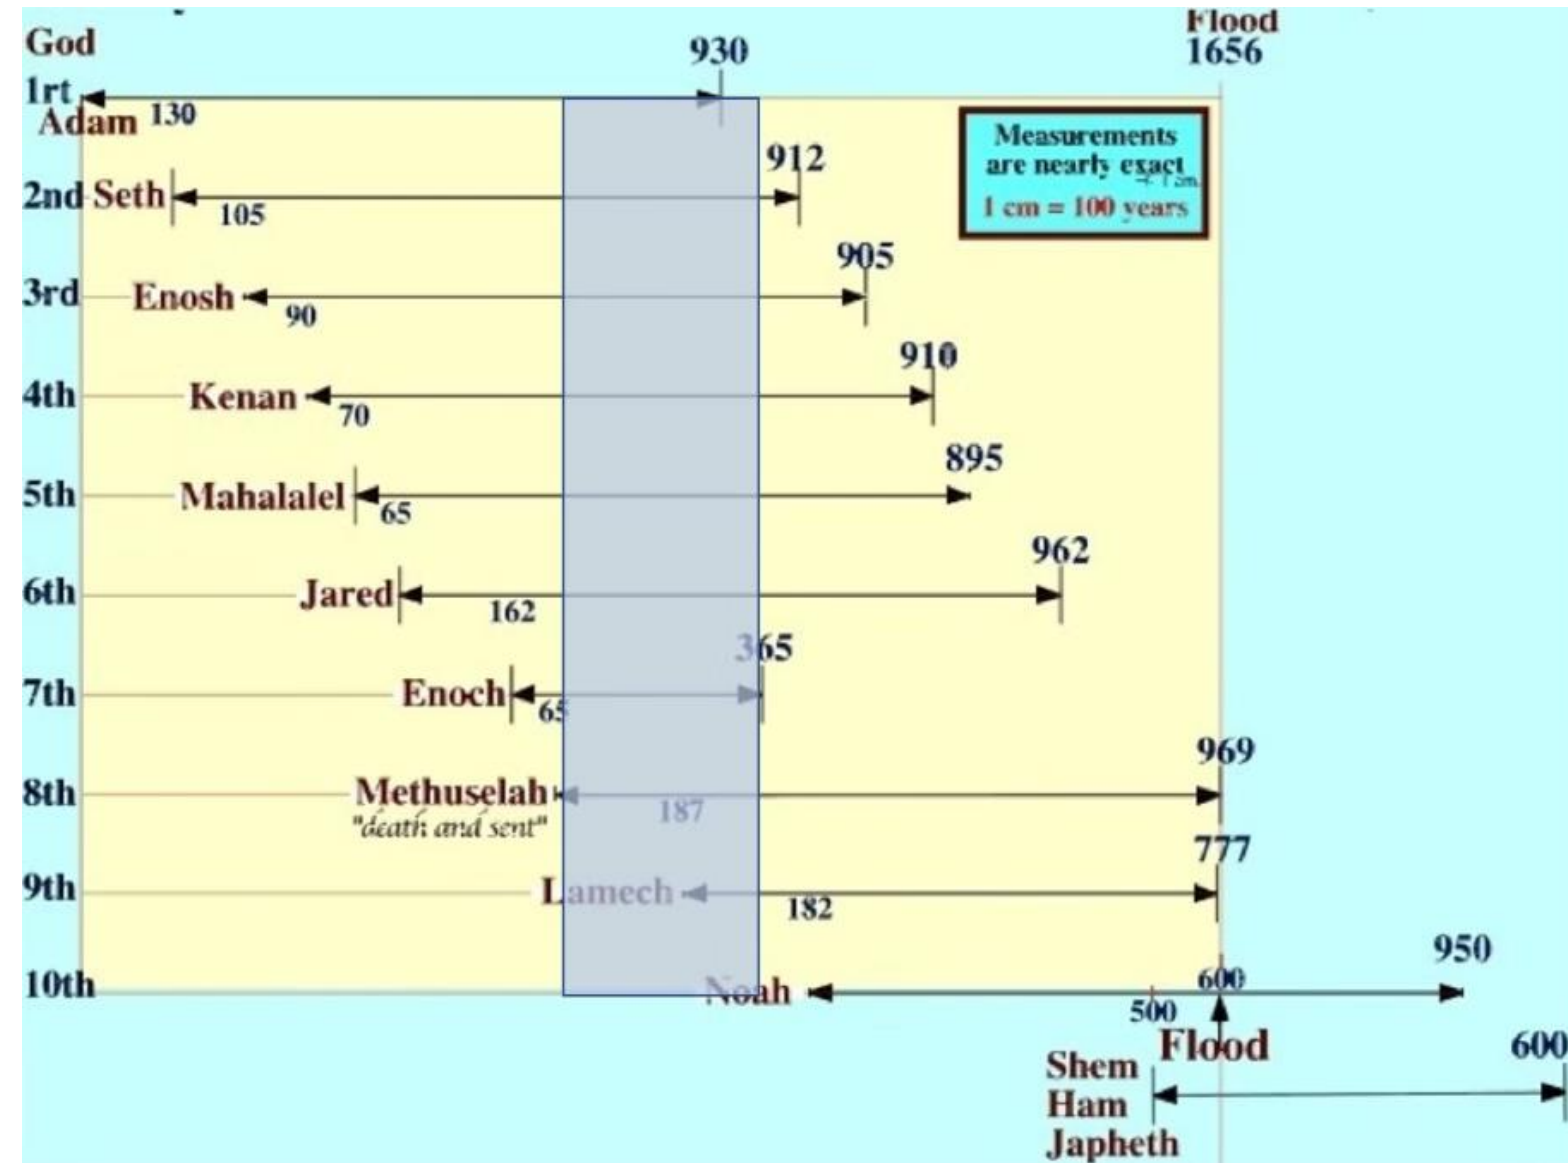 God
930
Flood
1656
1rt
Adam 130
Measurements
are nearly exact
1 cm = 100 years
912
2nd Seth
105
905
3rd Enosh
90
910
4th Kenan
70
895
5th Mahalalel
65
962
6th Jared
162
365
7th Enoch
65
969
8th Methuselah
187
"death and sent"
777
9th Lamech
182
950
10th Noah
600
500
Flood
600
Shem
Ham
Japheth